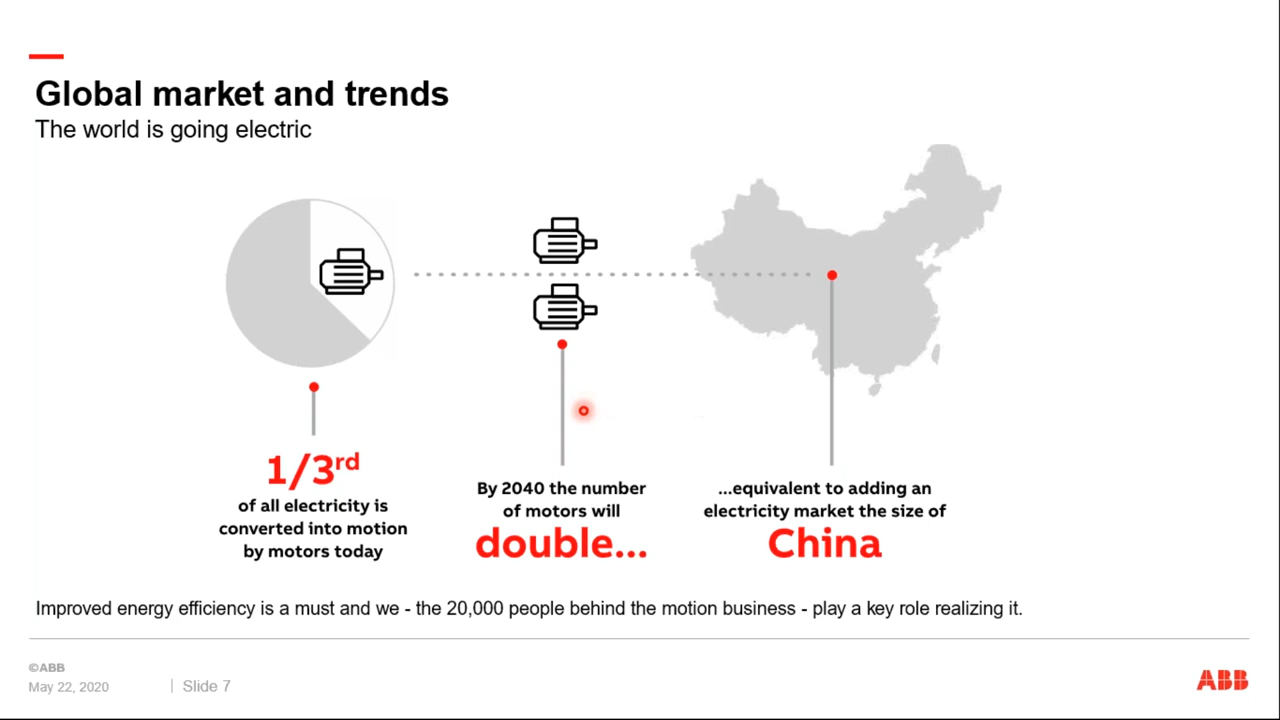 Global market and trends
The world is going electric
1/3rd
of all electricity is
converted into motion
by motors today
By 2040 the number
of motors will
double...
...equivalent to adding an
electricity market the size of
China
Improved energy efficiency is a must and we - the 20,000 people behind the motion business - play a key role realizing it.
©ABB
May 22, 2020 | Slide 7
ABB